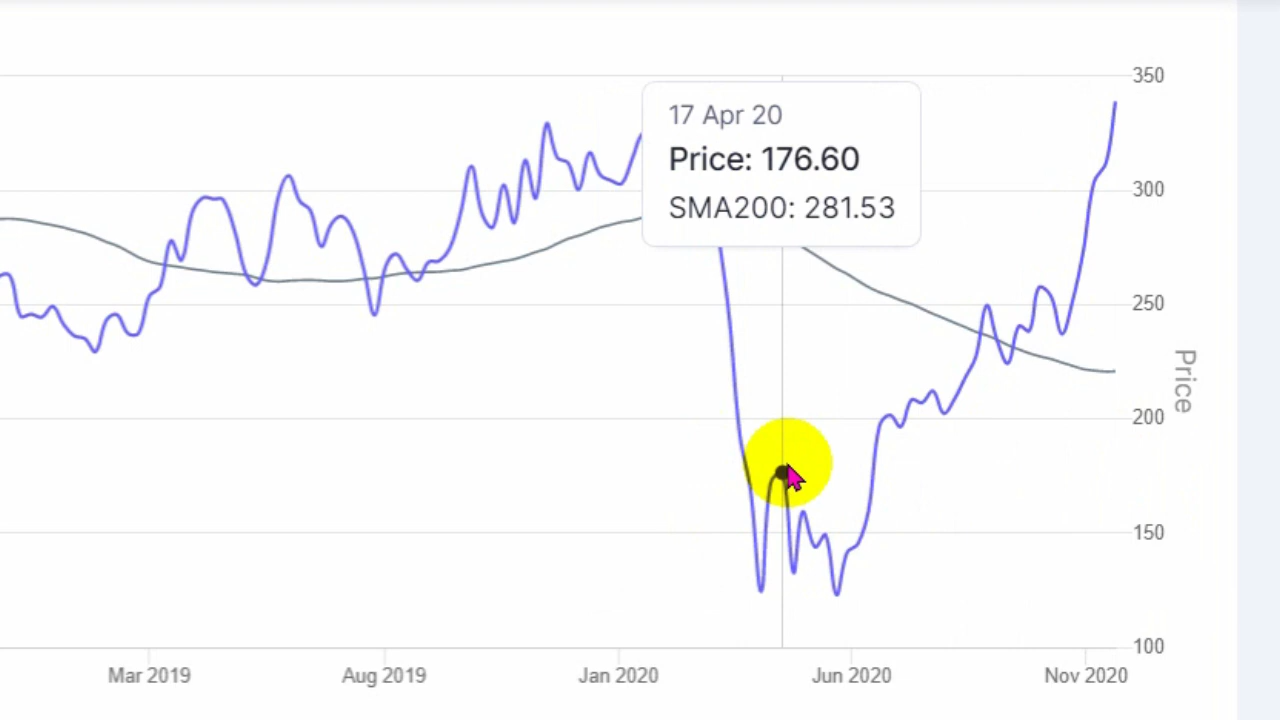 350
17 Apr 20
Price: 176.60
300
SMA200: 281.53
250
Price
200
150
100
Mar 2019
Aug 2019
Jan 2020
Jun 2020
Nov 2020